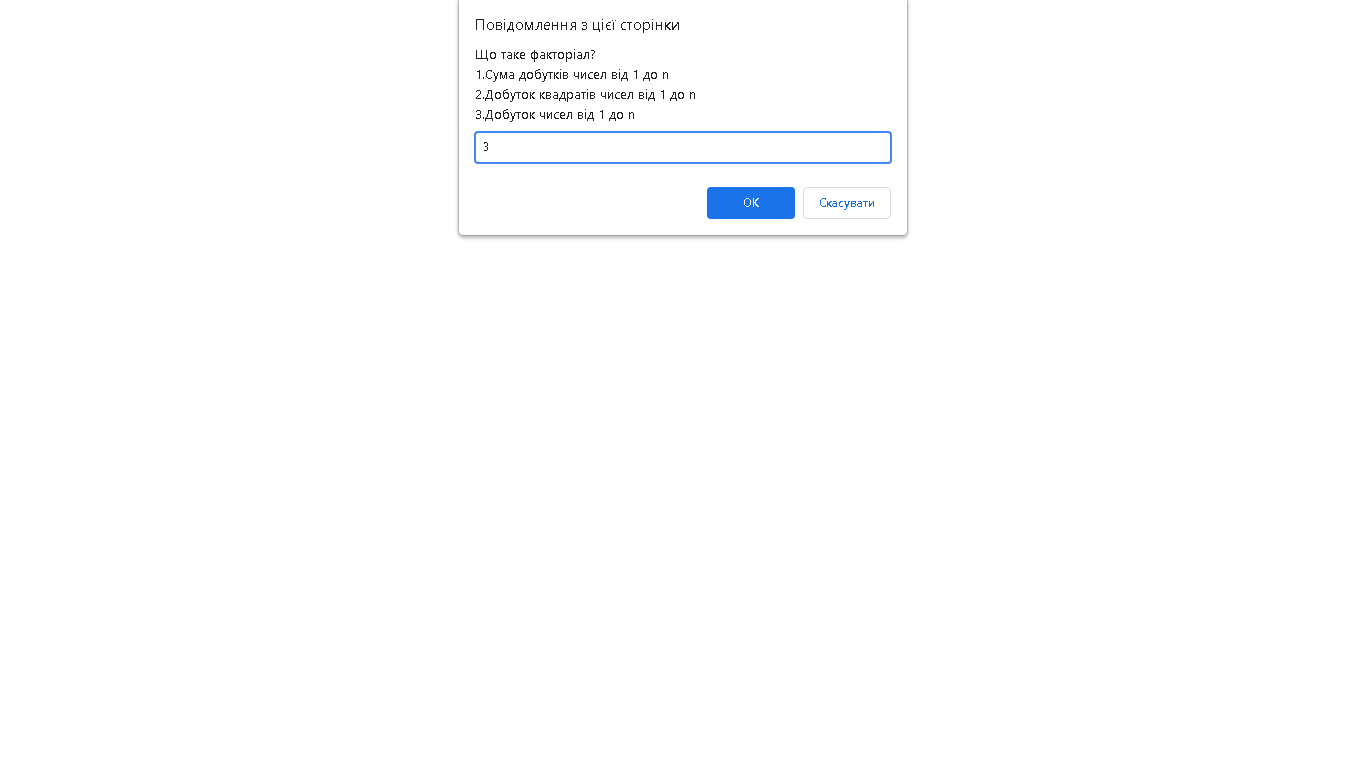 Повідомлення з цієї сторінки
Що таке факторіал?
1.Сума добутків чисел від 1 до n
2.Добуток квадратів чисел від 1 до n
3.Добуток чисел від 1 до n
3
ОК
Скасувати